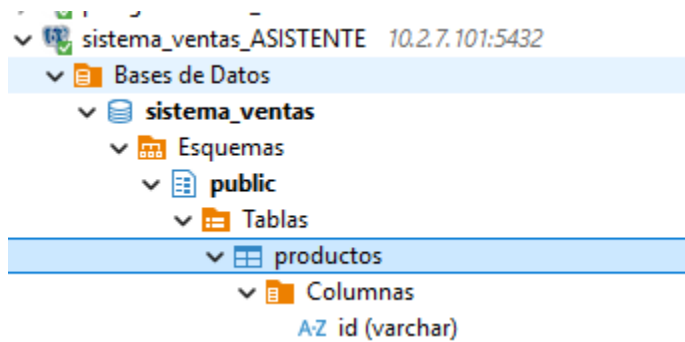 sistema_ventas_ASISTENTE 10.2.7.101:5432
Bases de Datos
sistema_ventas
Esquemas
public
Tablas
productos
Columnas
A-Z id (varchar)